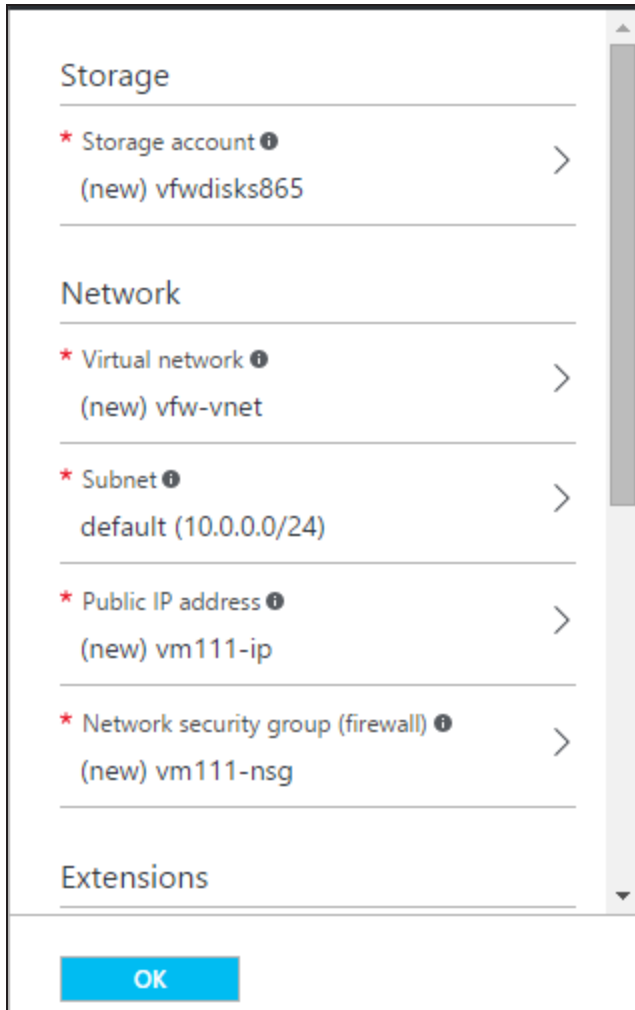 Storage
* Storage account
(new) vfwdisks865
Network
* Virtual network
(new) vfw-vnet
* Subnet
default (10.0.0.0/24)
* Public IP address
(new) vm111-ip
* Network security group (firewall)
(new) vm111-nsg
Extensions
OK